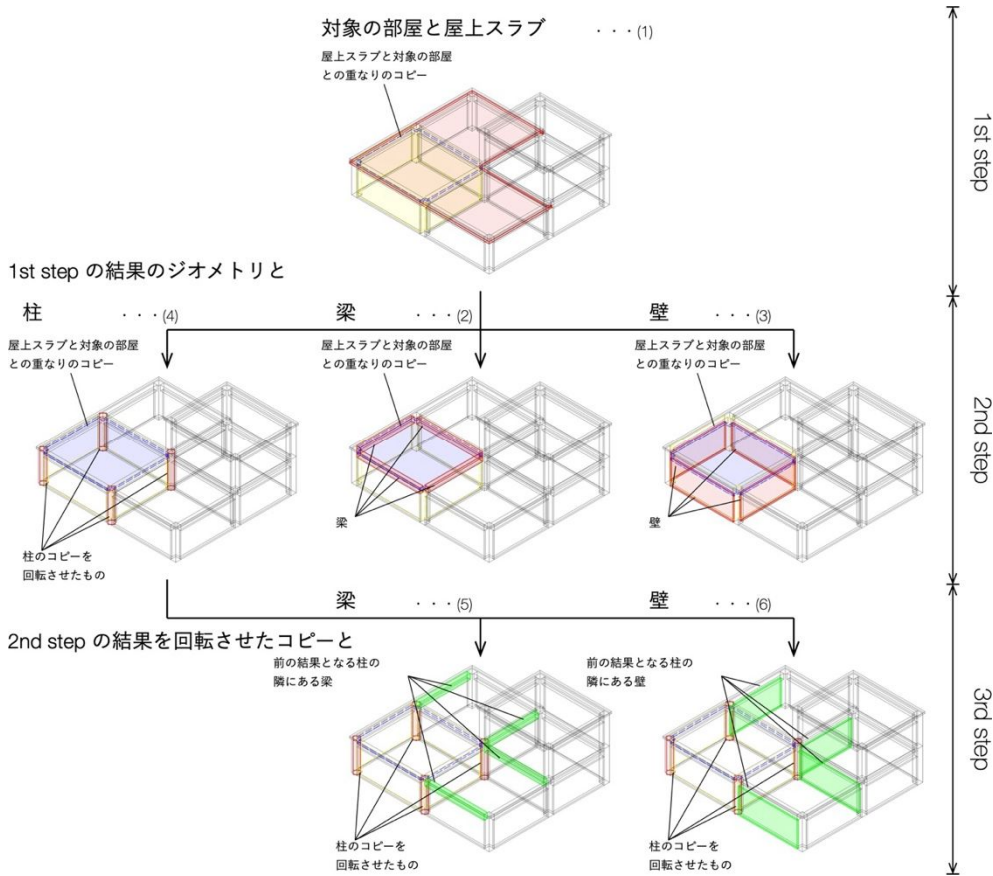 対象の部屋と屋上スラブ ・・・(1)
屋上スラブと対象の部屋
との重なりのコピー
1st step
1st step の結果のジオメトリと
柱 ・・・(4)
梁 ・・・(2)
壁 ・・・(3)
屋上スラブと対象の部屋
との重なりのコピー
屋上スラブと対象の部屋
との重なりのコピー
屋上スラブと対象の部屋
との重なりのコピー
柱のコピーを
回転させたもの
梁
壁
2nd step
梁 ・・・(5)
壁 ・・・(6)
2nd step の結果を回転させたコピーと
前の結果となる柱の
隣にある梁
前の結果となる柱の
隣にある壁
柱のコピーを
回転させたもの
柱のコピーを
回転させたもの
3rd step